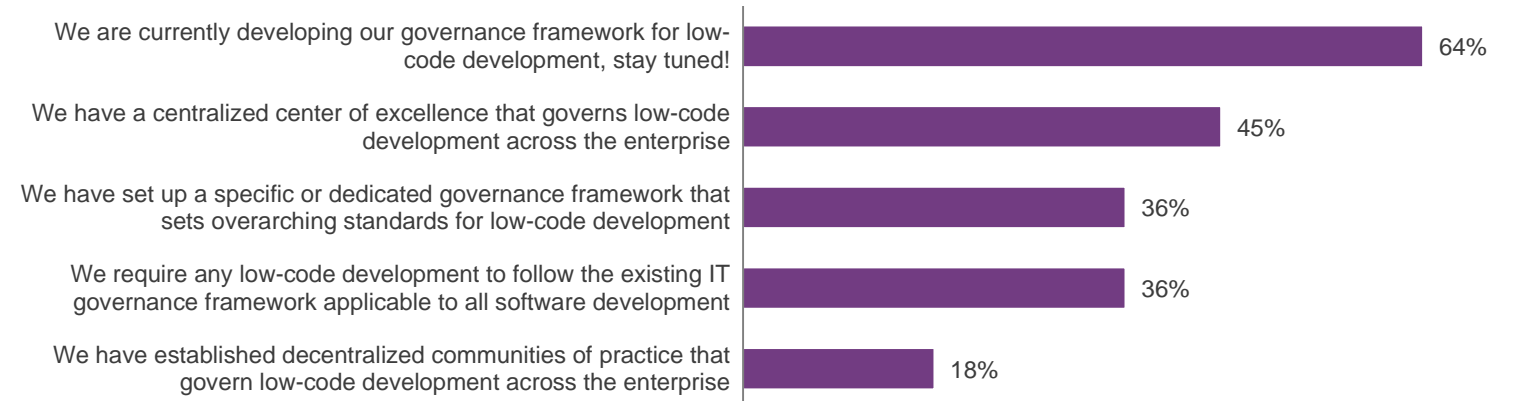 We are currently developing our governance framework for low-
code development, stay tuned!
64%
We have a centralized center of excellence that governs low-code
development across the enterprise
45%
We have set up a specific or dedicated governance framework that
sets overarching standards for low-code development
36%
We require any low-code development to follow the existing IT
governance framework applicable to all software development
36%
We have established decentralized communities of practice that
govern low-code development across the enterprise
18%